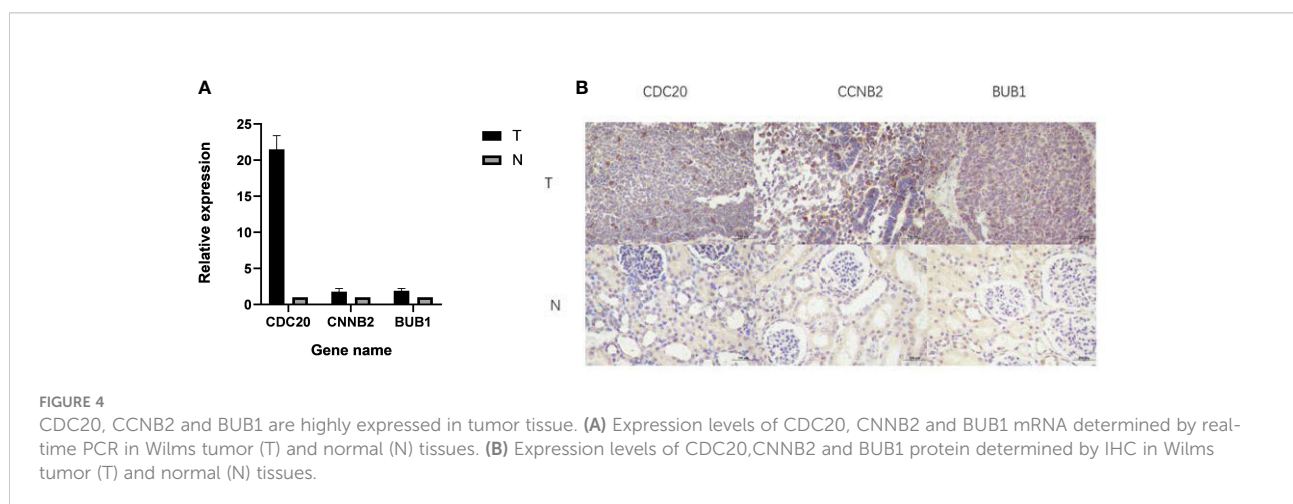 A
25
20
15
10
5
0
Relative expression
CDC20 CNNB2 BUB1
Gene name
T
N
B
CDC20 CCNB2 BUB1
T
N
FIGURE 4
CDC20, CCNB2 and BUB1 are highly expressed in tumor tissue. (A) Expression levels of CDC20, CNNB2 and BUB1 mRNA determined by real-
time PCR in Wilms tumor (T) and normal (N) tissues. (B) Expression levels of CDC20,CNNB2 and BUB1 protein determined by IHC in Wilms
tumor (T) and normal (N) tissues.